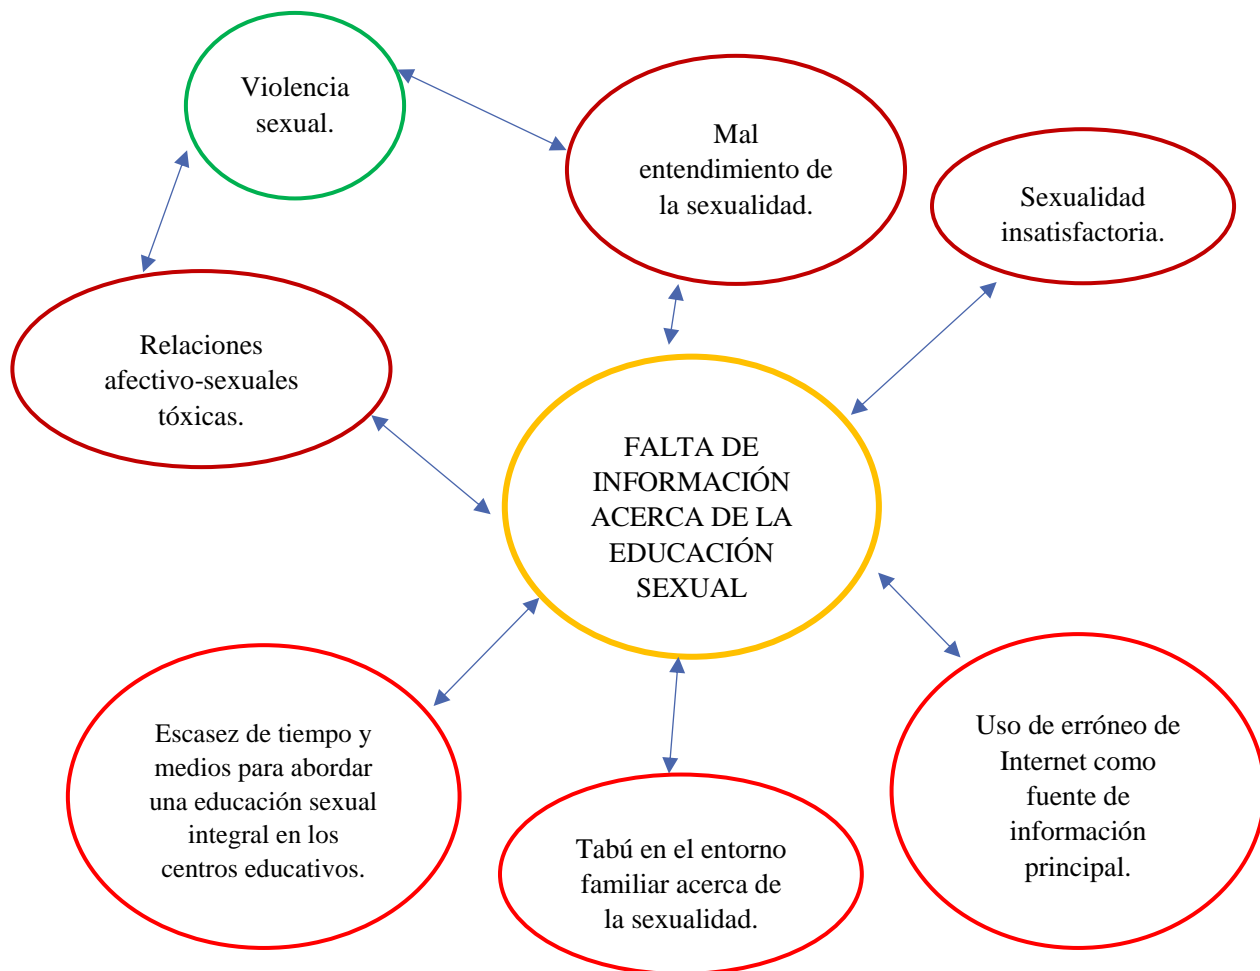 Violencia
sexual.
Mal
entendimiento de
la sexualidad.
Sexualidad
insatisfactoria.
Relaciones
afectivo-sexuales
tóxicas.
FALTA DE
INFORMACIÓN
ACERCA DE LA
EDUCACIÓN
SEXUAL
Escasez de tiempo y
medios para abordar
una educación sexual
integral en los
centros educativos.
Tabú en el entorno
familiar acerca de
la sexualidad.
Uso de erróneo de
Internet como
fuente de
información
principal.